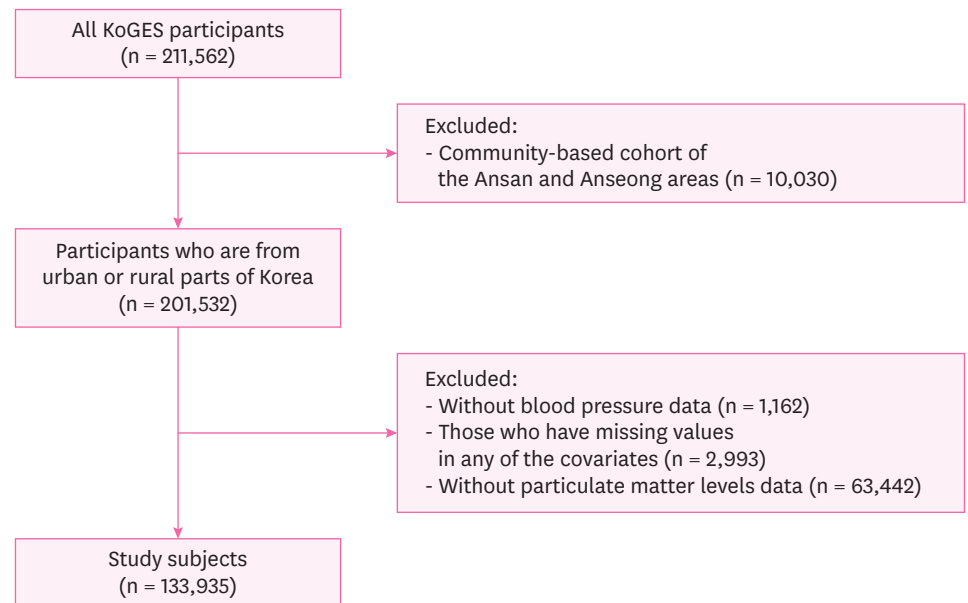 All KoGES participants
(n = 211,562)
Excluded:
- Community-based cohort of
the Ansan and Anseong areas (n = 10,030)
Participants who are from
urban or rural parts of Korea
(n = 201,532)
Excluded:
- Without blood pressure data (n = 1,162)
- Those who have missing values
in any of the covariates (n = 2,993)
- Without particulate matter levels data (n = 63,442)
Study subjects
(n = 133,935)